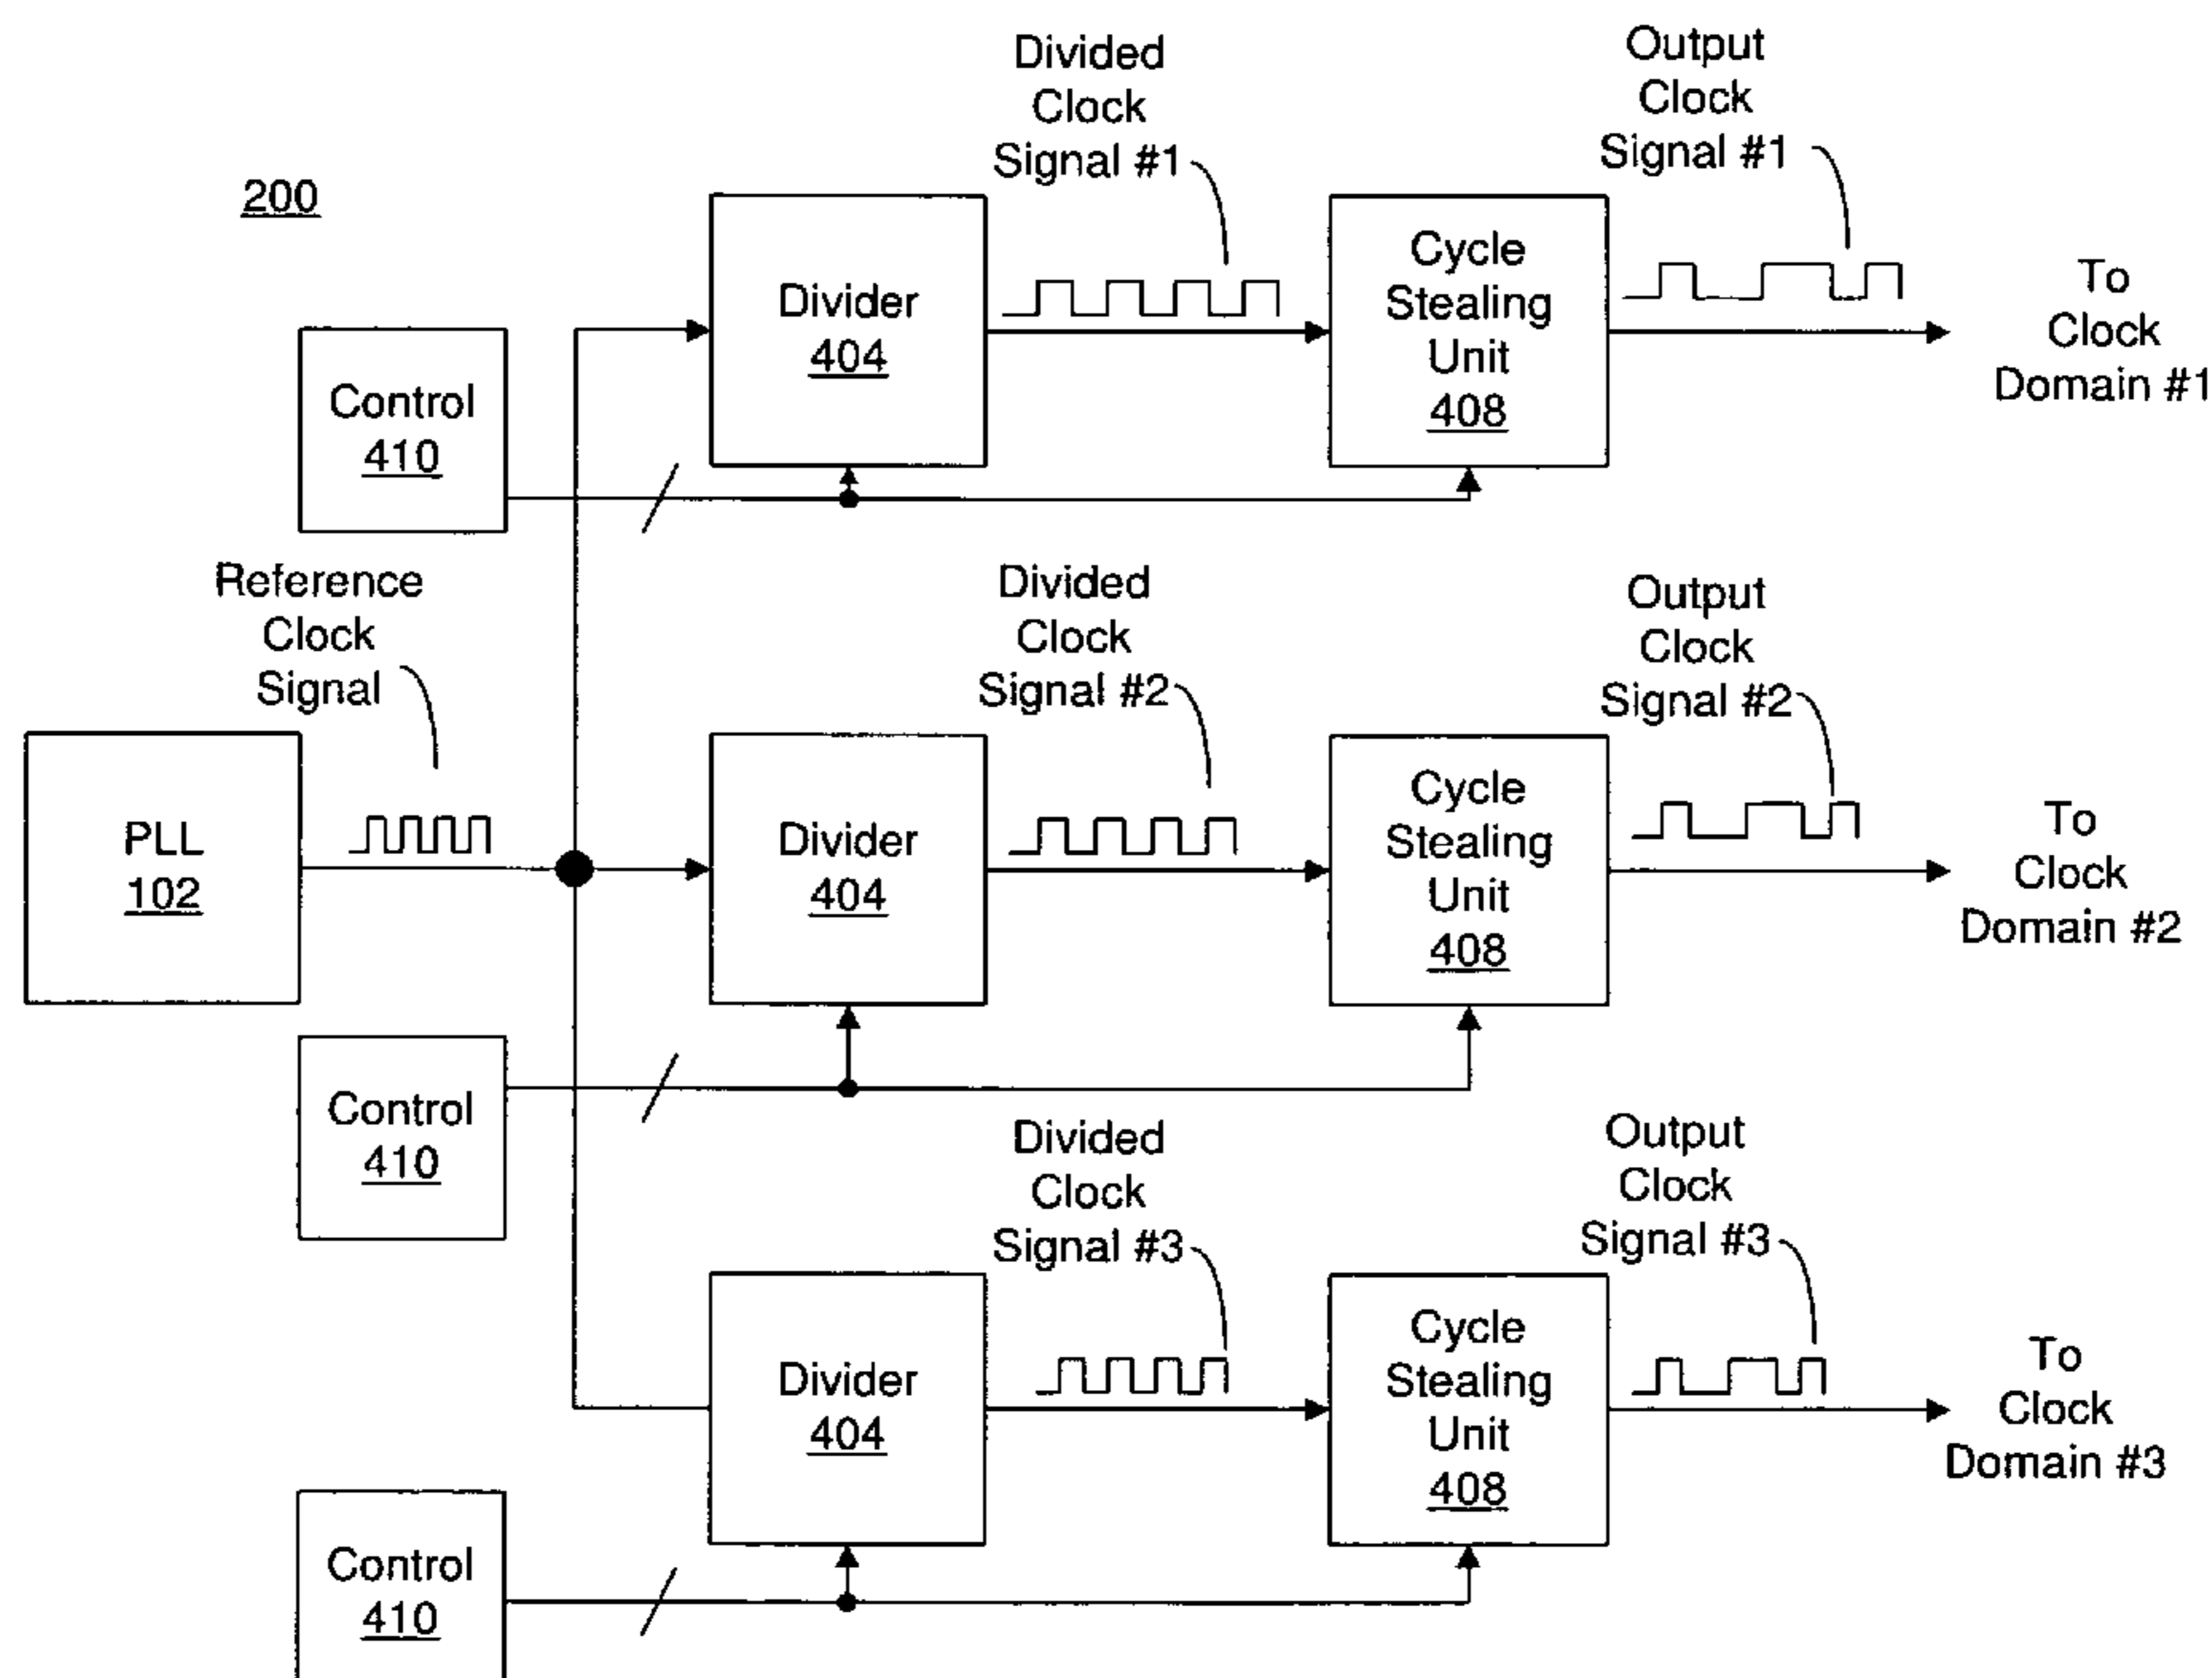 200
Divided
Clock
Signal #1
Output
Clock
Signal #1
Control
410
Divider
404
Cycle
Stealing
Unit
408
To
Clock
Domain #1
Reference
Clock
Signal
Divided
Clock
Signal #2
Output
Clock
Signal #2
PLL
102
Divider
404
Cycle
Stealing
Unit
408
To
Clock
Domain #2
Control
410
Divided
Clock
Signal #3
Output
Clock
Signal #3
Divider
404
Cycle
Stealing
Unit
408
To
Clock
Domain #3
Control
410